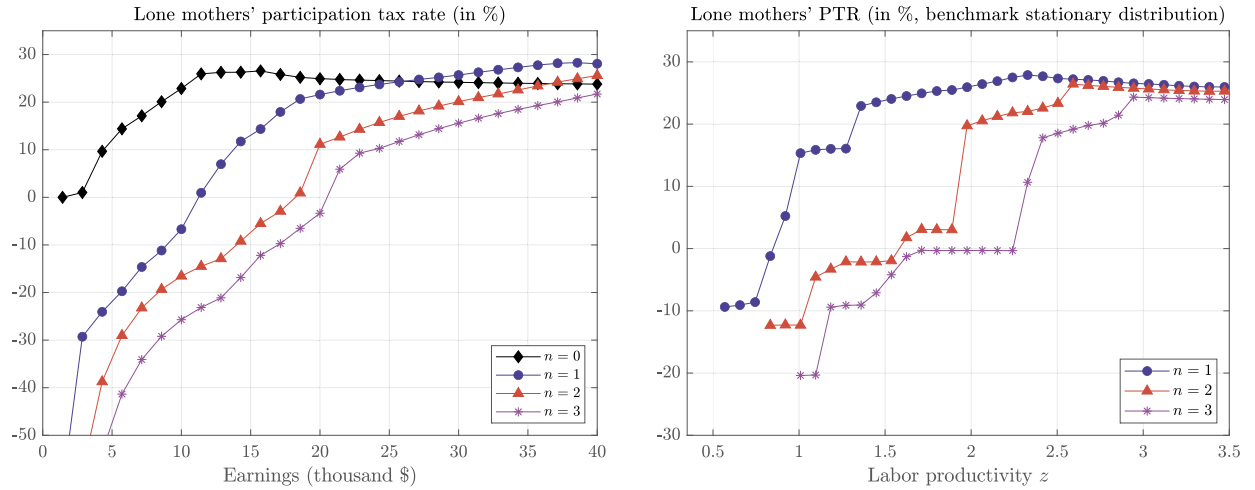 Lone mothers' participation tax rate (in %)
30
20
10
0
-10
-20
-30
-40
-50
0 5 10 15 20 25 30 35 40
Earnings (thousand $)
n = 0
n = 1
n = 2
n = 3
Lone mothers' PTR (in %, benchmark stationary distribution)
30
20
10
0
-10
-20
-30
0.5 1 1.5 2 2.5 3 3.5
Labor productivity z
n = 1
n = 2
n = 3